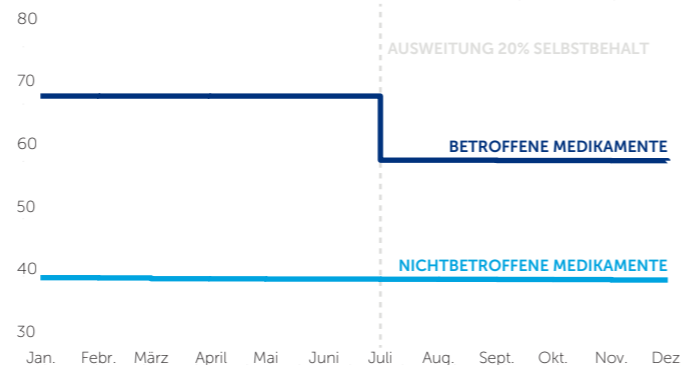 80
AUSWEITUNG 20% SELBSTBEHALT
70
60
BETROFFENE MEDIKAMENTE
50
40
NICHTBETROFFENE MEDIKAMENTE
30
Jan. Febr. März April Mai Juni Juli Aug. Sept. Okt. Nov. Dez